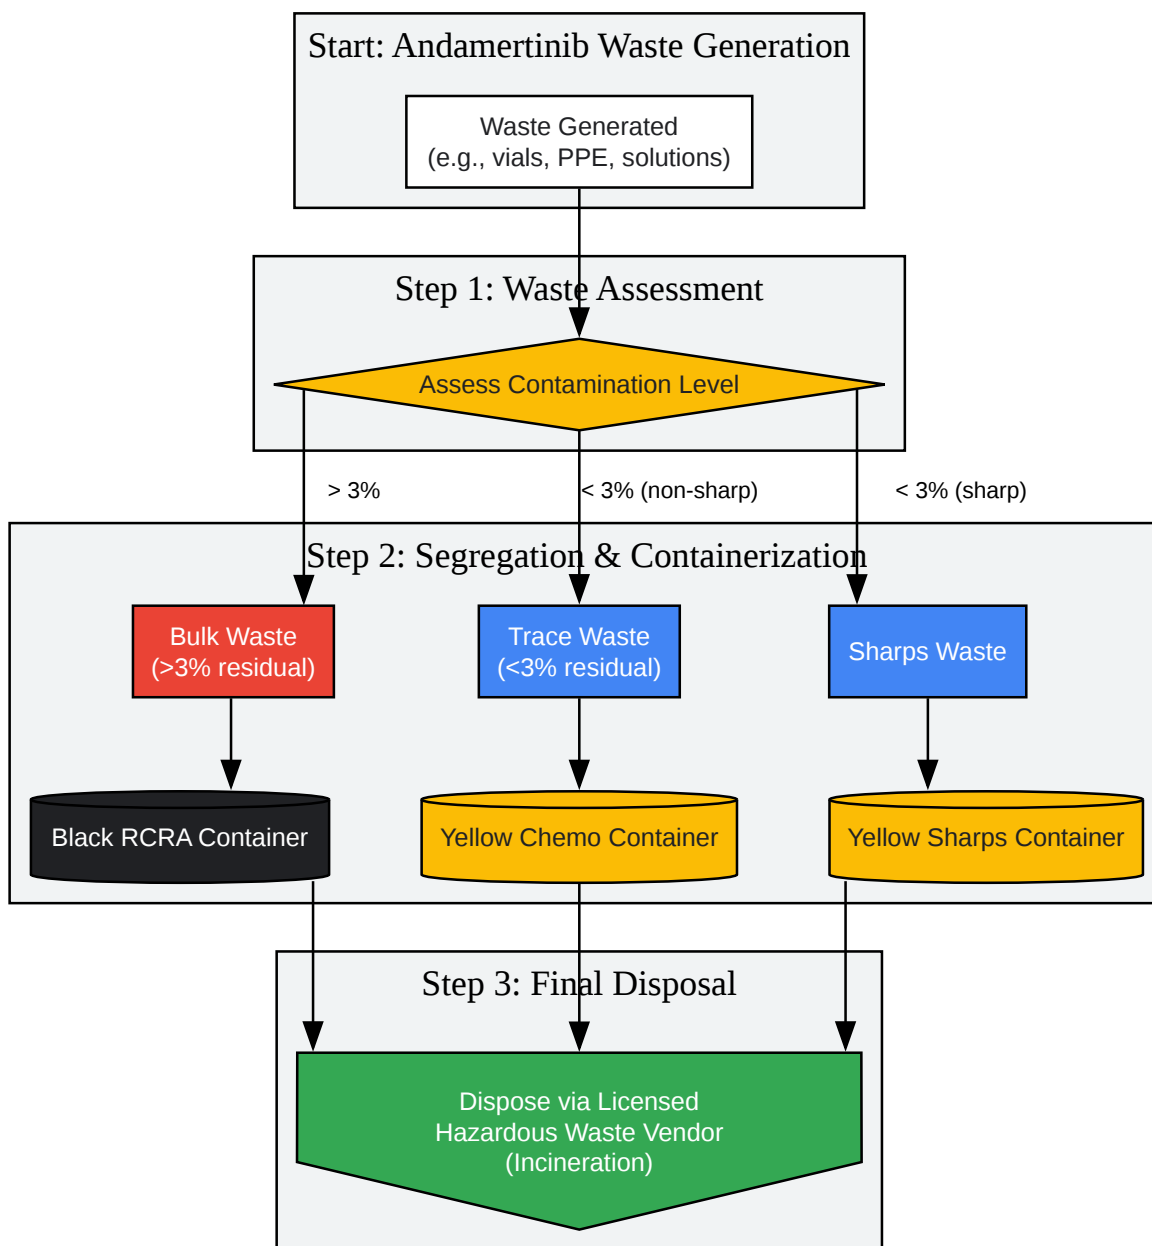 Start: Andamertinib Waste Generation
Waste Generated
(e.g., vials, PPE, solutions)
Step 1: Waste Assessment
Assess Contamination Level
> 3%
< 3% (non-sharp)
< 3% (sharp)
Step 2: Segregation & Containerization
Bulk Waste
(>3% residual)
Trace Waste
(<3% residual)
Sharps Waste
Black RCRA Container
Yellow Chemo Container
Yellow Sharps Container
Step 3: Final Disposal
Dispose via Licensed
Hazardous Waste Vendor
(Incineration)